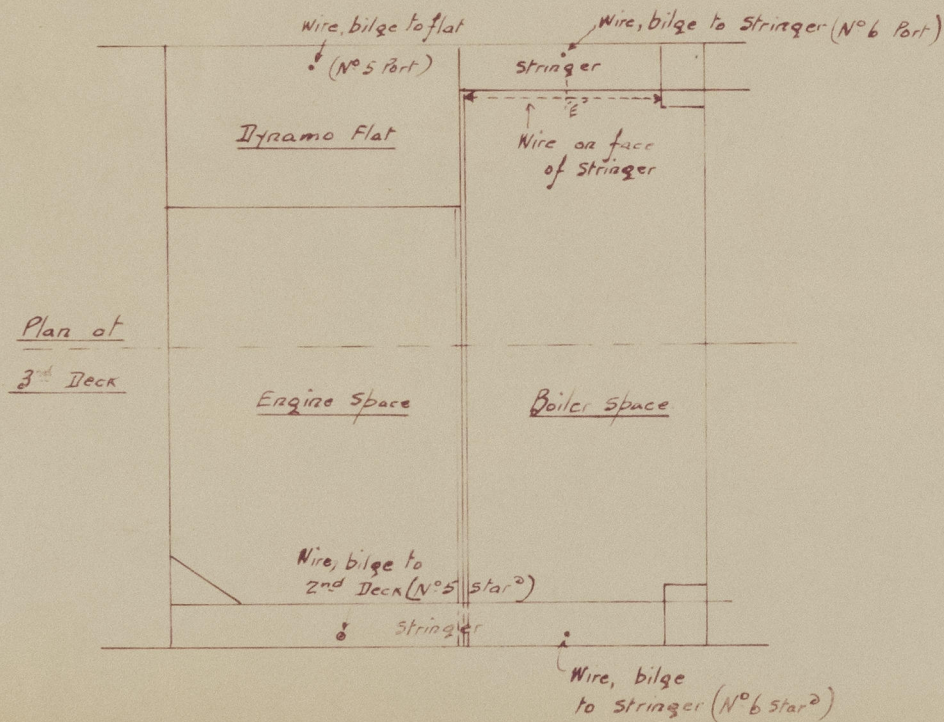 Wire, bilge to flat
(Nº 5 Port)
Wire, bilge to Stringer (Nº 6 Port)
Stringer
"E"
Wire on face
of Stringer
Dynamo Flat
Plan at
3rd Deck
Engine Space
Boiler Space
Wire, bilge to
2nd Deck (Nº 5 Starᵈ)
Stringer
Wire, bilge
to Stringer (Nº 6 Starᵈ)